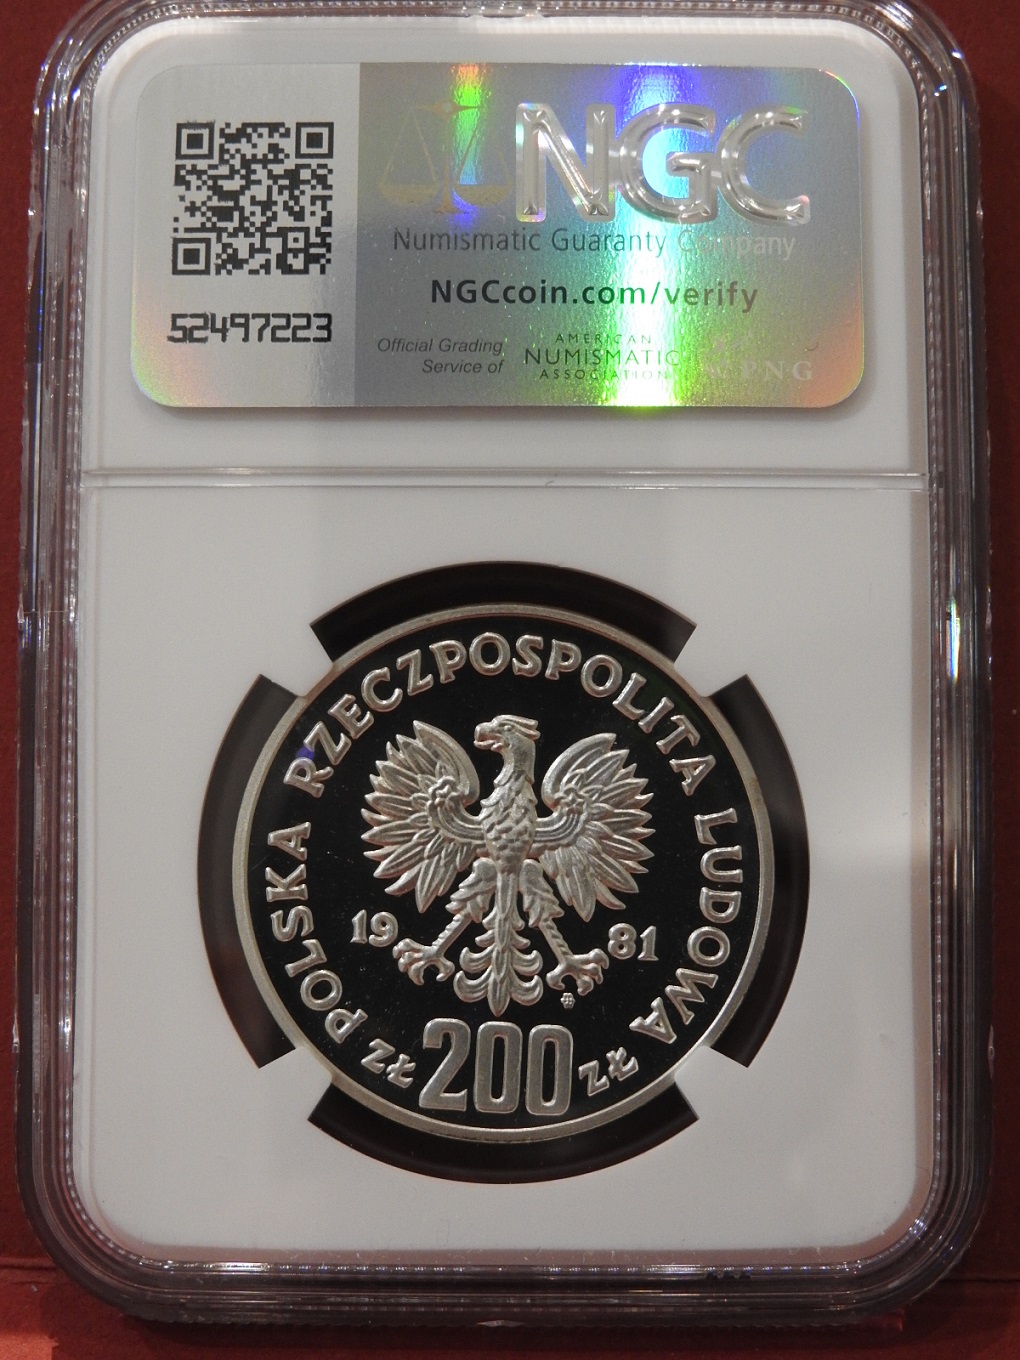 NGC
Numismatic Guaranty Company
NGCcoin.com/verify
52497223
Official Grading
Service of
AMERICAN
NUMISMATIC
ASSOCIATION
PNG
POLSKA RZECZPOSPOLITA LUDOWA
19 81
zł 200 zł